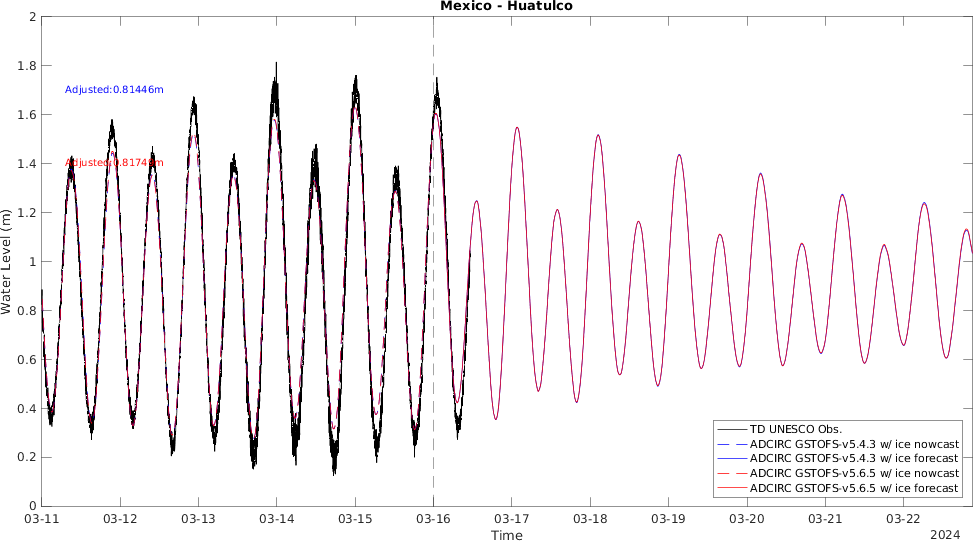 Mexico - Huatulco
2
1.8
1.6
1.4
1.2
1
0.8
0.6
0.4
0.2
0
Water Level (m)
Adjusted:0.81446m
TD UNESCO Obs.
ADCIRC GSTOFS-v5.4.3 w/ ice nowcast
ADCIRC GSTOFS-v5.4.3 w/ ice forecast
ADCIRC GSTOFS-v5.6.5 w/ ice nowcast
ADCIRC GSTOFS-v5.6.5 w/ ice forecast
03-11 03-12 03-13 03-14 03-15 03-16 03-17 03-18 03-19 03-20 03-21 03-22
Time
2024